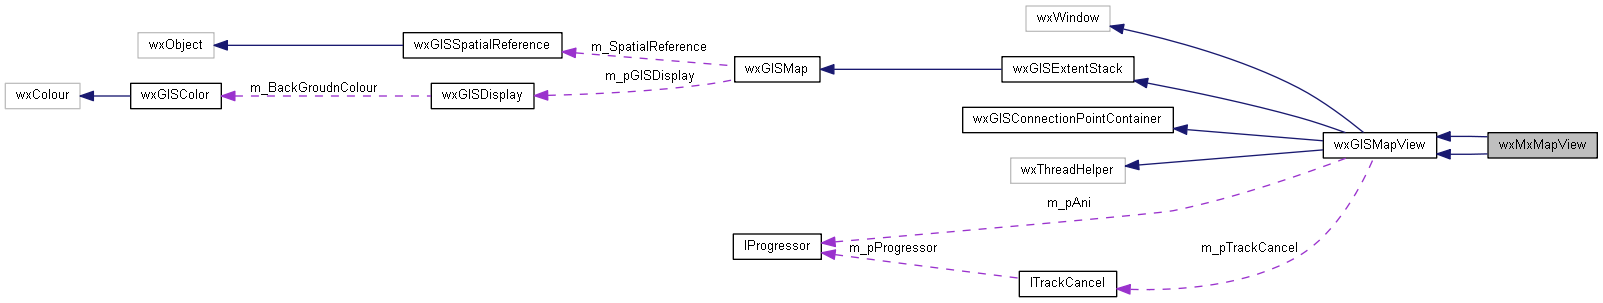 wxWindow
wxObject
wxGISSpatialReference
m_SpatialReference
wxGISMap
wxGISExtentStack
m_pGISDisplay
wxColour
wxGISColor
m_BackGroudnColour
wxGISDisplay
wxGISConnectionPointContainer
wxGISMapView
wxMxMapView
wxThreadHelper
m_pAni
IProgressor
m_pProgressor
m_pTrackCancel
ITrackCancel